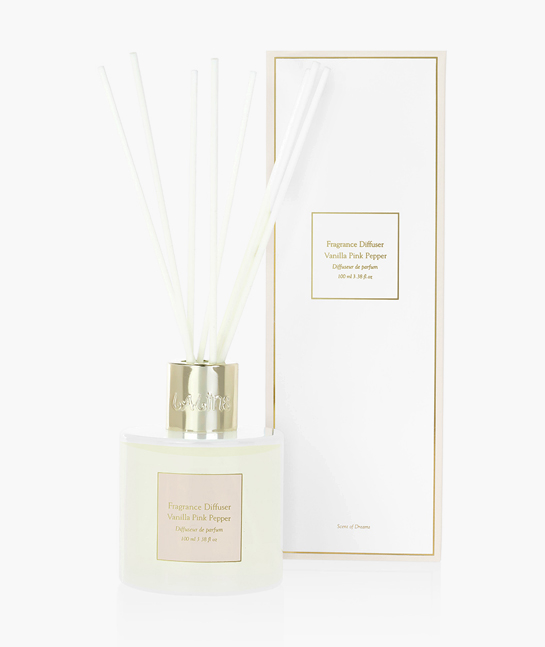 Fragrance Diffuser
Vanilla Pink Pepper
Diffuseur de parfum
100 ml 3.38 fl.oz
Scent of Dreams
Fragrance Diffuser
Vanilla Pink Pepper
Diffuseur de parfum
100 ml 3.38 fl.oz